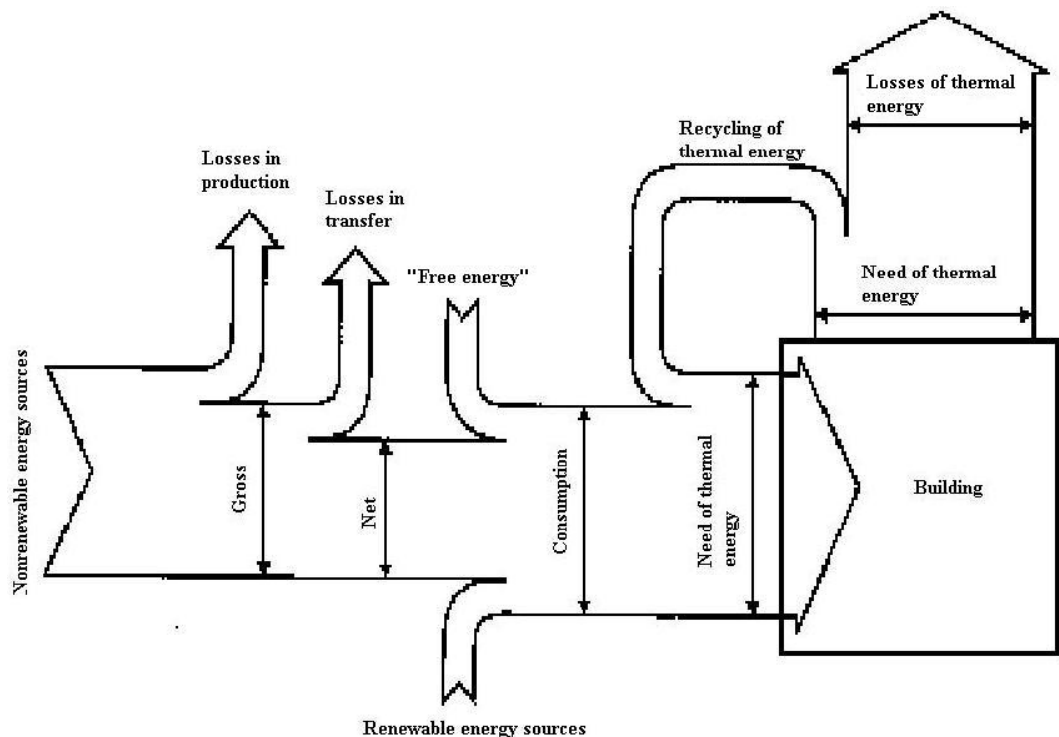 Losses of thermal
energy
Recycling of
thermal energy
Losses in
production
Losses in
transfer
"Free energy"
Need of thermal
energy
Nonrenewable energy sources
Gross
Net
Consumption
Need of thermal
energy
Building
Renewable energy sources